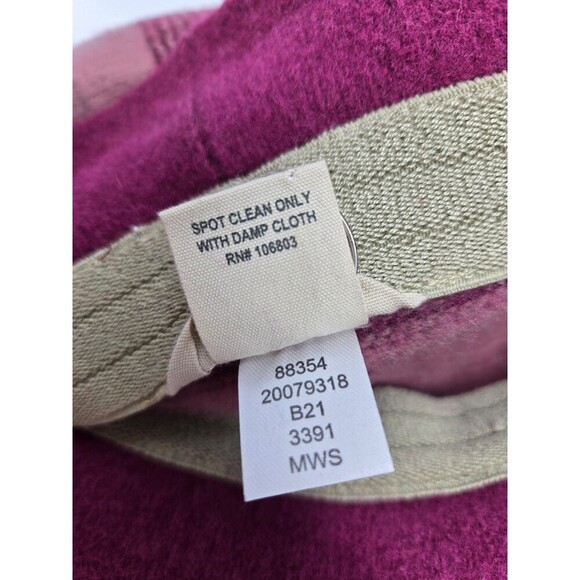 SPOT CLEAN ONLY
WITH DAMP CLOTH
RN# 106803
88354
20079318
B21
3391
MWS